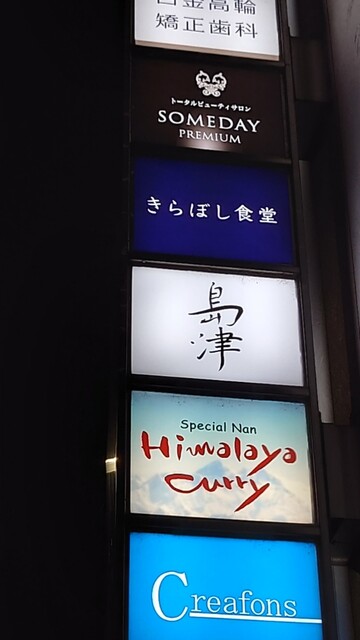 白金高輪
矯正歯科
トータルビューティサロン
SOMEDAY
PREMIUM
きらぼし食堂
島津
Special Nan
Himalaya
curry
Creafons